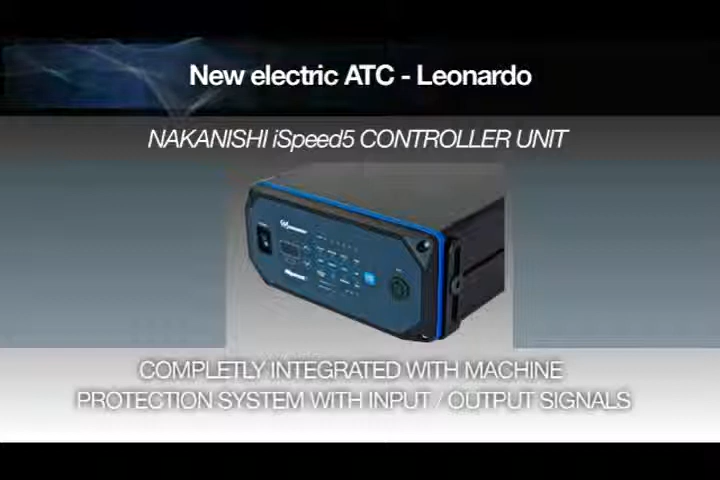 New electric ATC - Leonardo
NAKANISHI iSpeed5 CONTROLLER UNIT
COMPLETLY INTEGRATED WITH MACHINE
PROTECTION SYSTEM WITH INPUT / OUTPUT SIGNALS